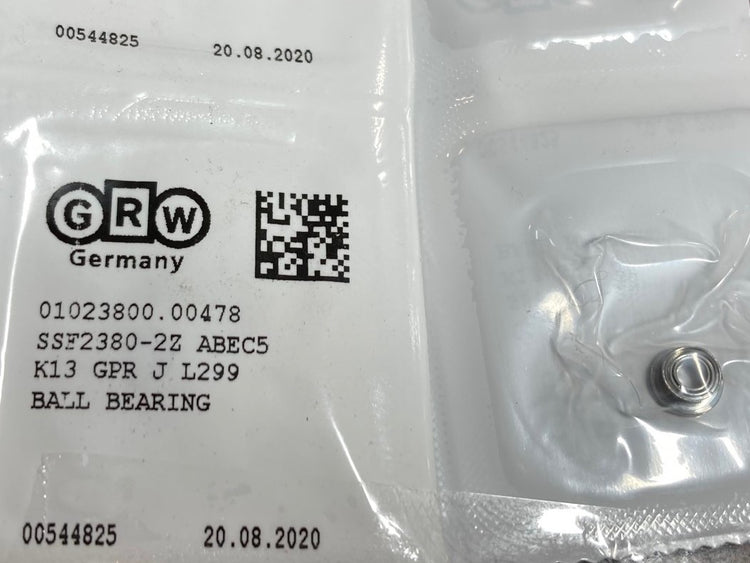 00544825 20.08.2020
GRW
Germany
01023800.00478
SSF2380-2Z ABEC5
K13 GPR J L299
BALL BEARING
00544825 20.08.2020